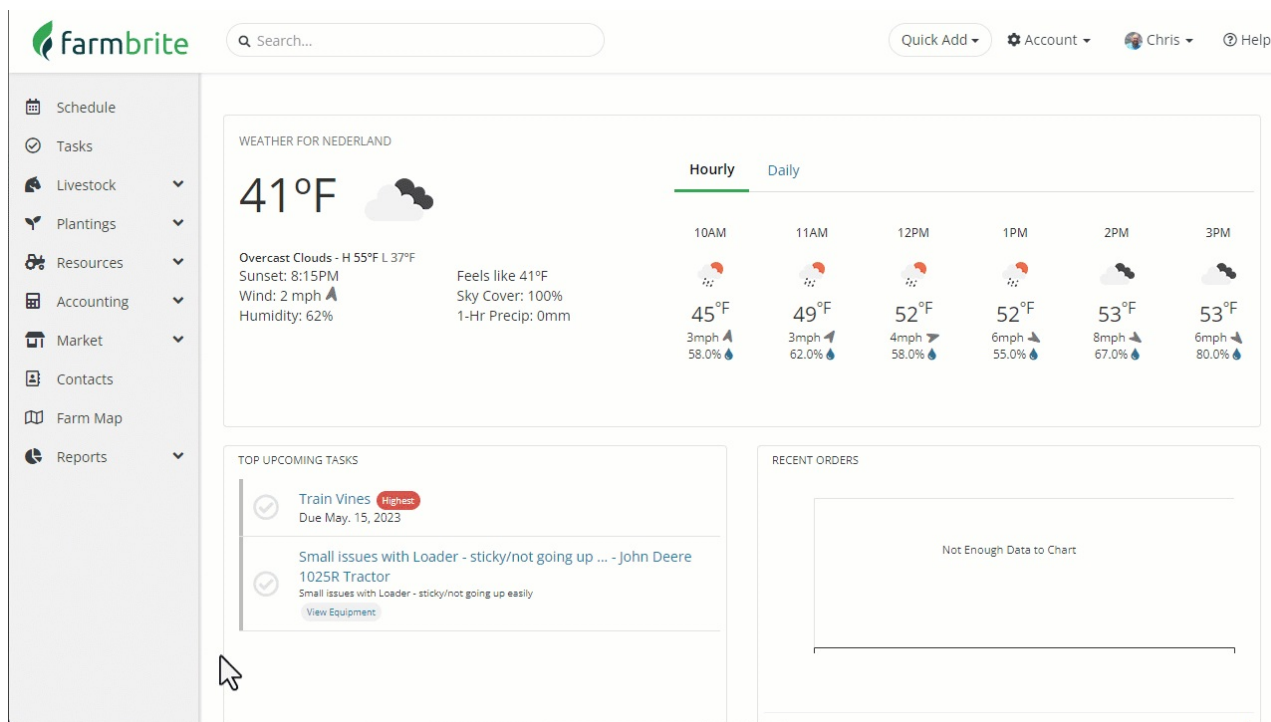 farmbrite
Search...
Quick Add
Account
Chris
Help
Schedule
Tasks
Livestock
Plantings
Resources
Accounting
Market
Contacts
Farm Map
Reports
WEATHER FOR NEDERLAND
41°F
Overcast Clouds - H 55°F L 37°F
Sunset: 8:15PM
Wind: 2 mph
Humidity: 62%
Feels like 41°F
Sky Cover: 100%
1-Hr Precip: 0mm
Hourly Daily
10AM 11AM 12PM 1PM 2PM 3PM
45°F 49°F 52°F 52°F 53°F 53°F
3mph 3mph 4mph 6mph 8mph 6mph
58.0% 62.0% 58.0% 55.0% 67.0% 80.0%
TOP UPCOMING TASKS
Train Vines Highest
Due May. 15, 2023
Small issues with Loader - sticky/not going up ... - John Deere
1025R Tractor
Small issues with Loader - sticky/not going up easily
View Equipment
RECENT ORDERS
Not Enough Data to Chart